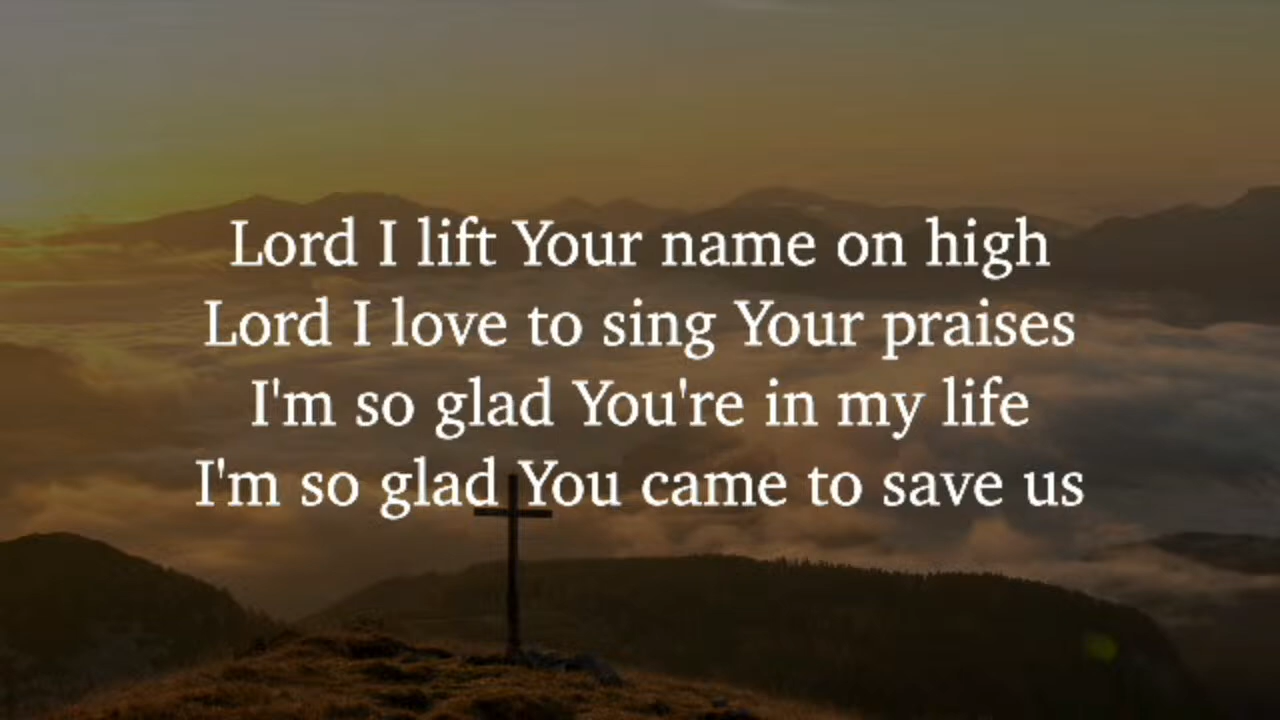 Lord I lift Your name on high
Lord I love to sing Your praises
I'm so glad You're in my life
I'm so glad You came to save us